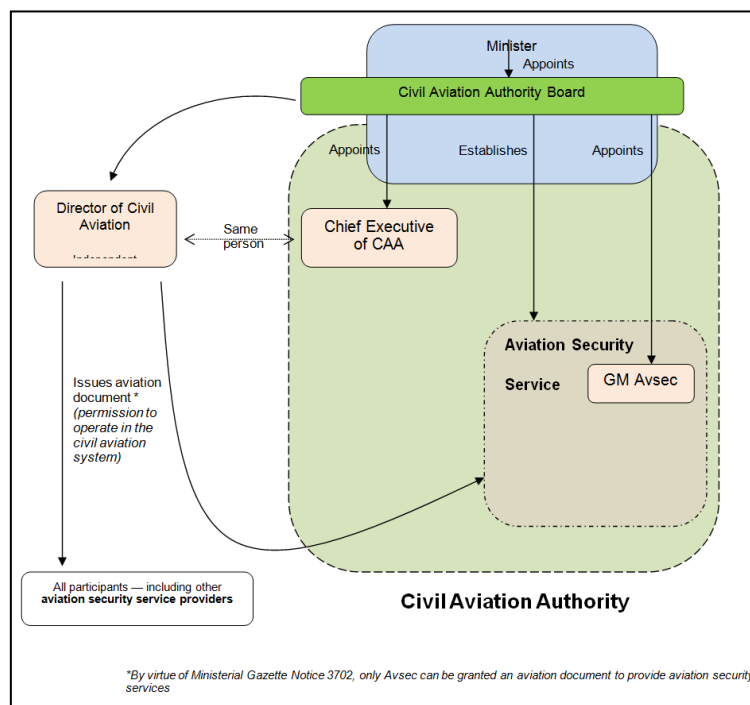 Minister
Appoints
Civil Aviation Authority Board
Appoints
Establishes
Appoints
Director of Civil
Aviation
Same
person
Chief Executive
of CAA
Aviation Security
Service
GM Avsec
Issues aviation
document *
(permission to
operate in the
civil aviation
system)
All participants — including other
aviation security service providers
Civil Aviation Authority
*By virtue of Ministerial Gazette Notice 3702, only Avsec can be granted an aviation document to provide aviation security
services